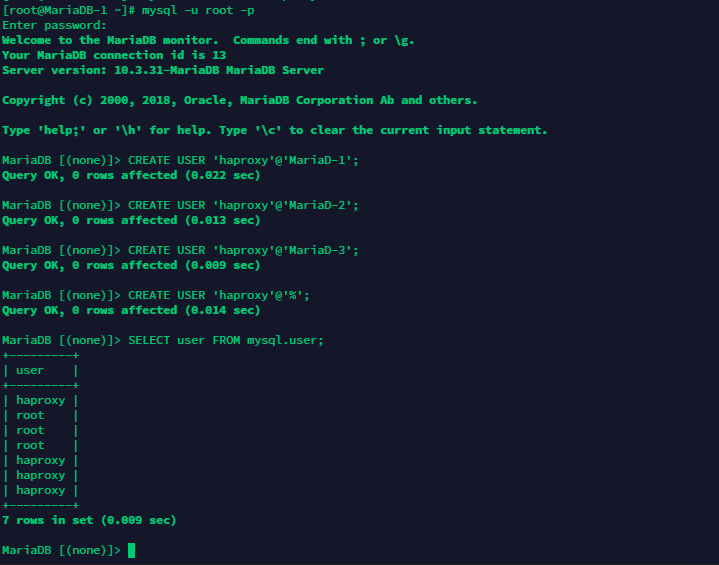 [root@MariaDB-1 ~]# mysql -u root -p
Enter password:
Welcome to the MariaDB monitor.  Commands end with ; or \g.
Your MariaDB connection id is 13
Server version: 10.3.31-MariaDB MariaDB Server
Copyright (c) 2000, 2018, Oracle, MariaDB Corporation Ab and others.
Type 'help;' or '\h' for help. Type '\c' to clear the current input statement.
MariaDB [(none)]> CREATE USER 'haproxy'@'MariaD-1';
Query OK, 0 rows affected (0.022 sec)
MariaDB [(none)]> CREATE USER 'haproxy'@'MariaD-2';
Query OK, 0 rows affected (0.013 sec)
MariaDB [(none)]> CREATE USER 'haproxy'@'MariaD-3';
Query OK, 0 rows affected (0.009 sec)
MariaDB [(none)]> CREATE USER 'haproxy'@'%';
Query OK, 0 rows affected (0.014 sec)
MariaDB [(none)]> SELECT user FROM mysql.user;
+---------+
| user    |
+---------+
| haproxy |
| root    |
| root    |
| root    |
| haproxy |
| haproxy |
| haproxy |
+---------+
7 rows in set (0.009 sec)
MariaDB [(none)]>